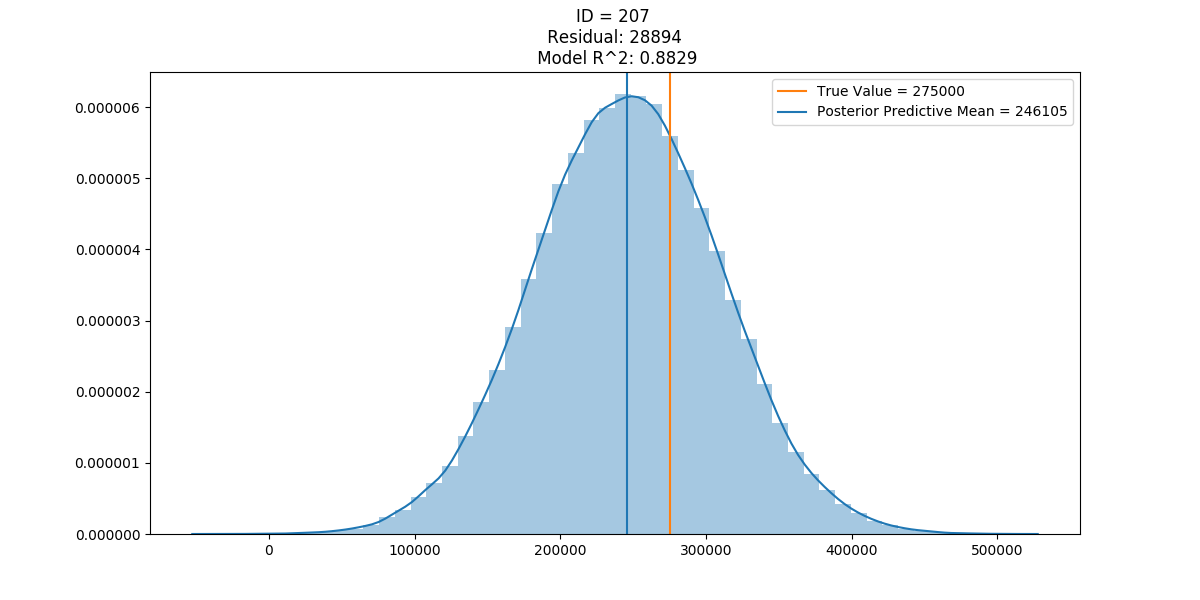 ID = 207
Residual: 28894
Model R^2: 0.8829
True Value = 275000
Posterior Predictive Mean = 246105
0.000006
0.000005
0.000004
0.000003
0.000002
0.000001
0.000000
0 100000 200000 300000 400000 500000